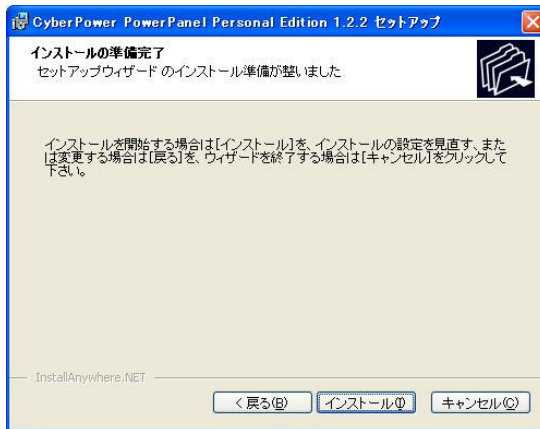 CyberPower PowerPanel Personal Edition 1.2.2 セットアップ
インストールの準備完了
セットアップウィザード のインストール準備が整いました
インストールを開始する場合は[インストール]を、インストールの設定を見直す、また
は変更する場合は[戻る]を、ウィザードを終了する場合は[キャンセル]をクリックして
下さい。
InstallAnywhere.NET
< 戻る(B) インストール(I) キャンセル(C)